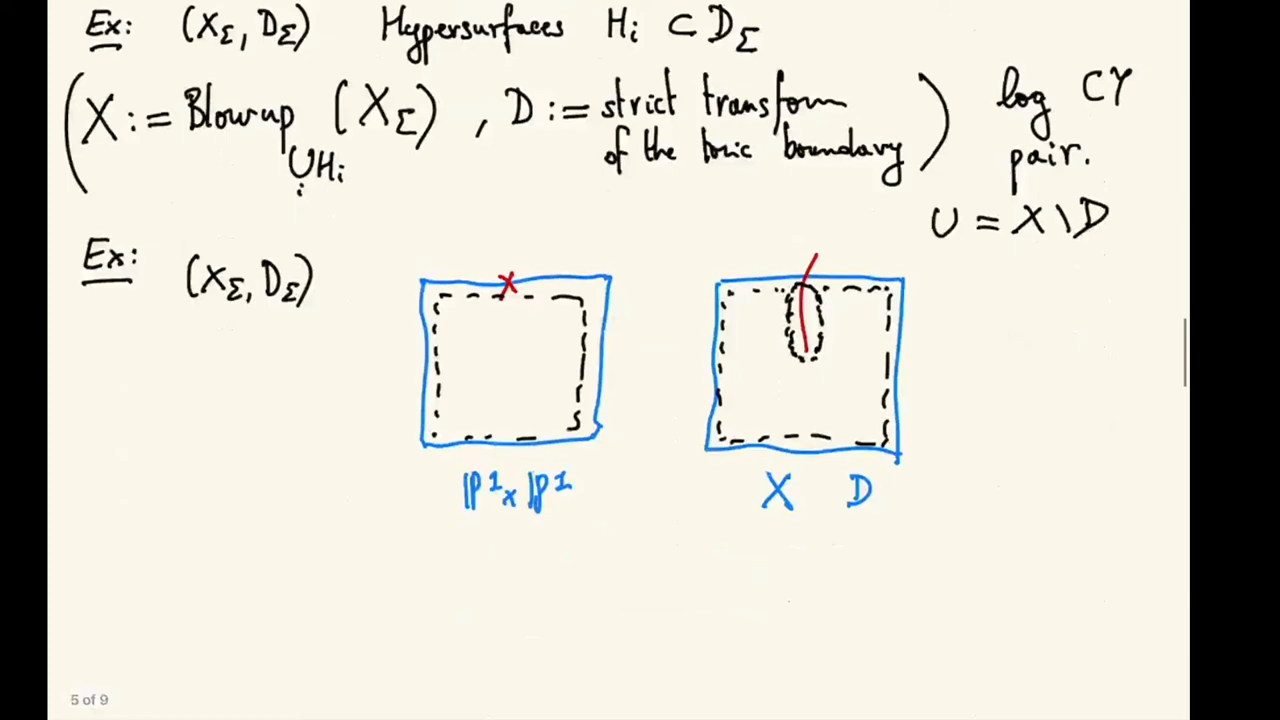 Ex: (X_Σ, D_Σ) Hypersurfaces H_i ⊂ D_Σ
(X := Blowup_{∪_i H_i} (X_Σ), D := strict transform of the toric boundary) log CY pair.
U = X \ D
Ex: (X_Σ, D_Σ)
ℙ¹ × ℙ¹ X D
5 of 9